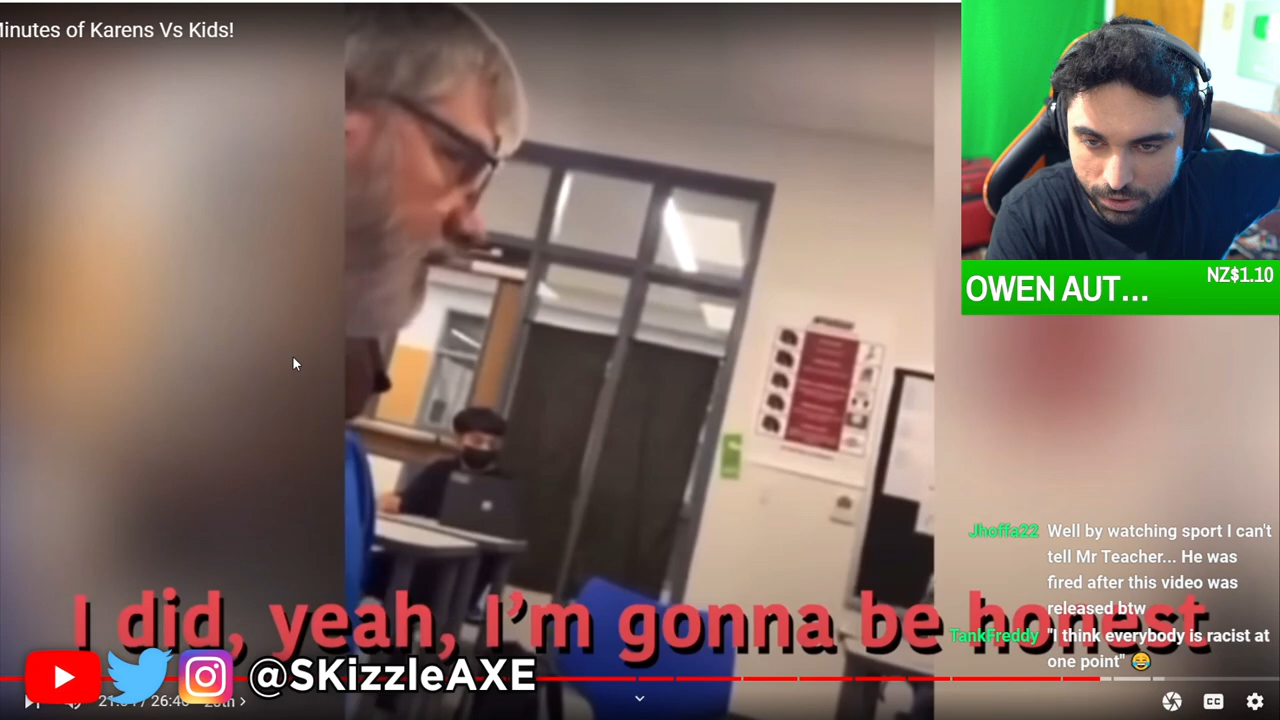 Minutes of Karens Vs Kids!
OWEN AUT...
NZ$1.10
Jhoffa22 Well by watching sport I can't
tell Mr Teacher... He was
fired after this video was
released btw
TankFreddy "I think everybody is racist at
one point" 😂
I did, yeah, I'm gonna be honest
@SKizzleAXE
CC